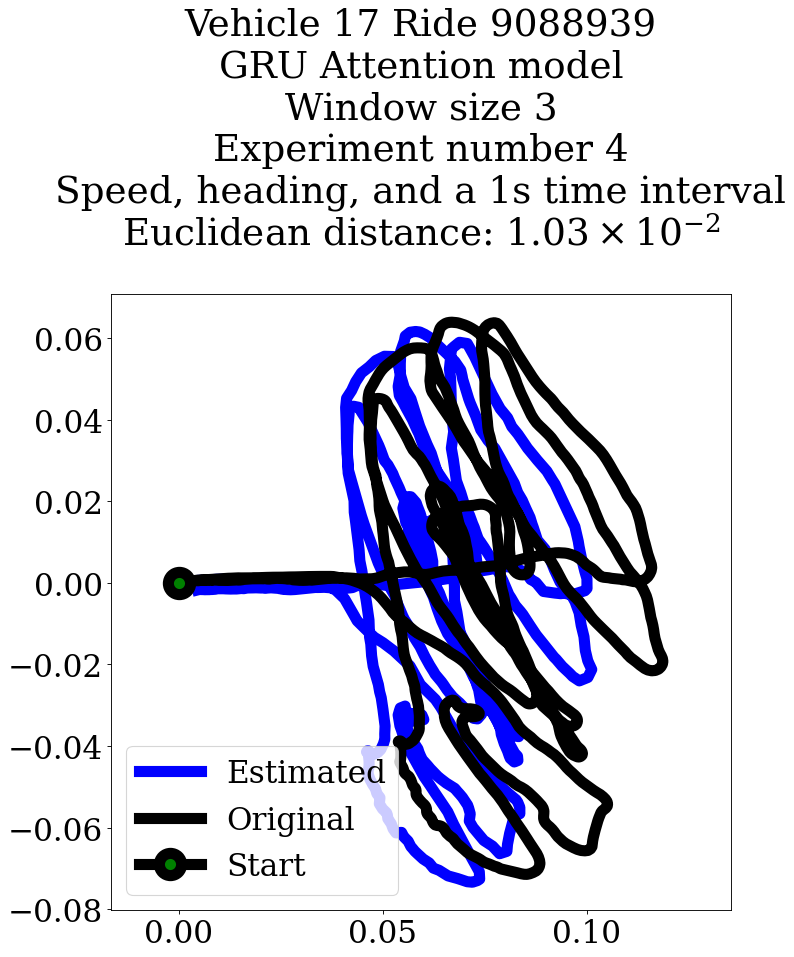 Vehicle 17 Ride 9088939
GRU Attention model
Window size 3
Experiment number 4
Speed, heading, and a 1s time interval
Euclidean distance: 1.03 × 10⁻²
0.06
0.04
0.02
0.00
−0.02
−0.04
−0.06
−0.08
Estimated
Original
Start
0.00 0.05 0.10